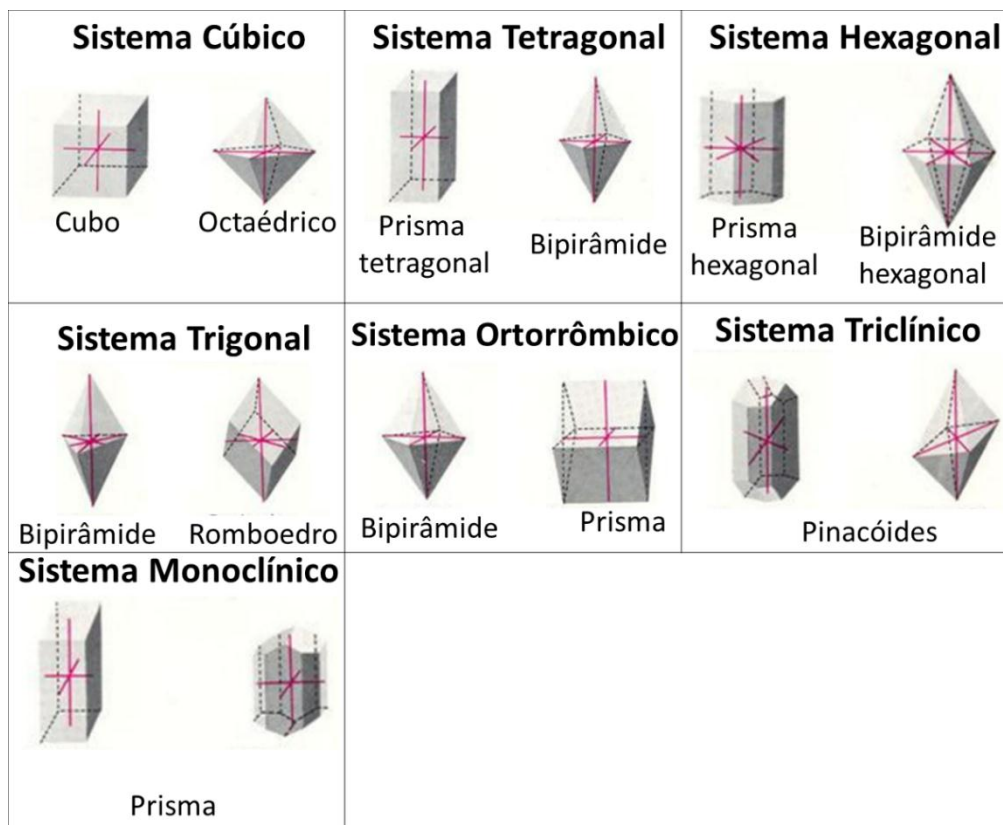 Sistema Cúbico
Cubo
Octaédrico
Sistema Tetragonal
Prisma
tetragonal
Bipirâmide
Sistema Hexagonal
Prisma
hexagonal
Bipirâmide
hexagonal
Sistema Trigonal
Bipirâmide
Romboedro
Sistema Ortorrômbico
Bipirâmide
Prisma
Sistema Triclínico
Pinacóides
Sistema Monoclínico
Prisma